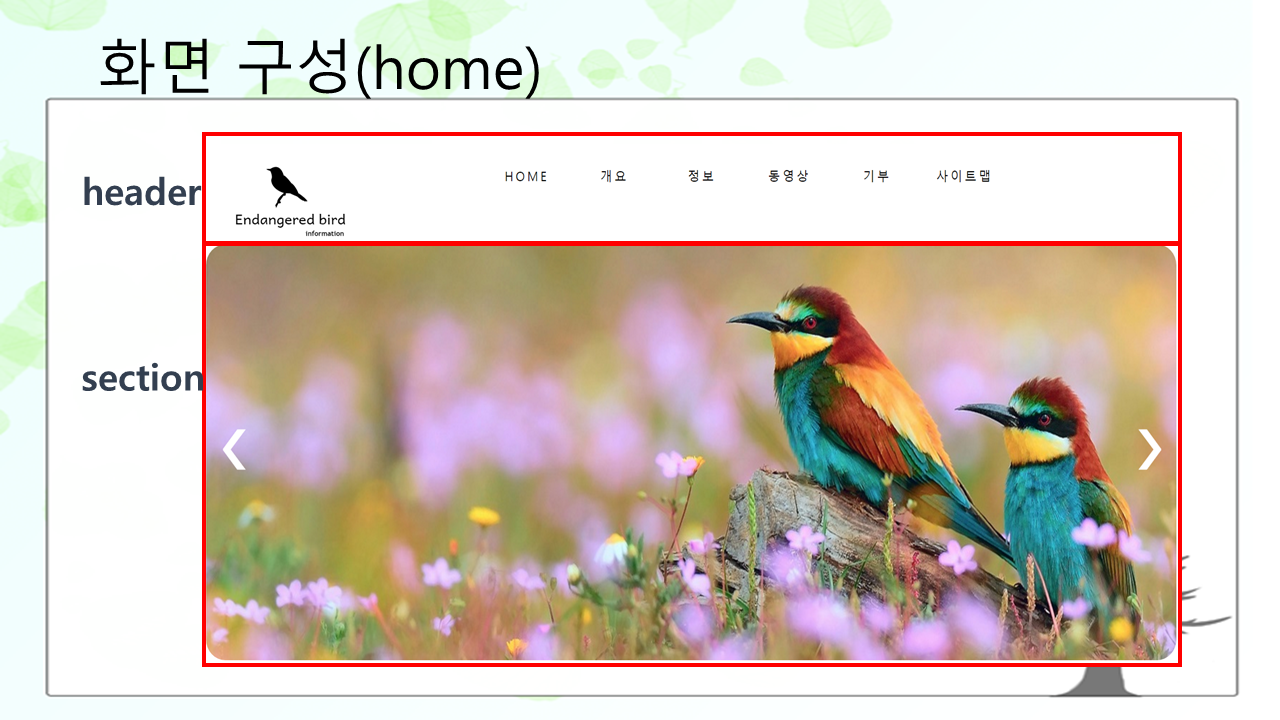 화면 구성(home)
header
Endangered bird
information
HOME 개요 정보 동영상 기부 사이트맵
section